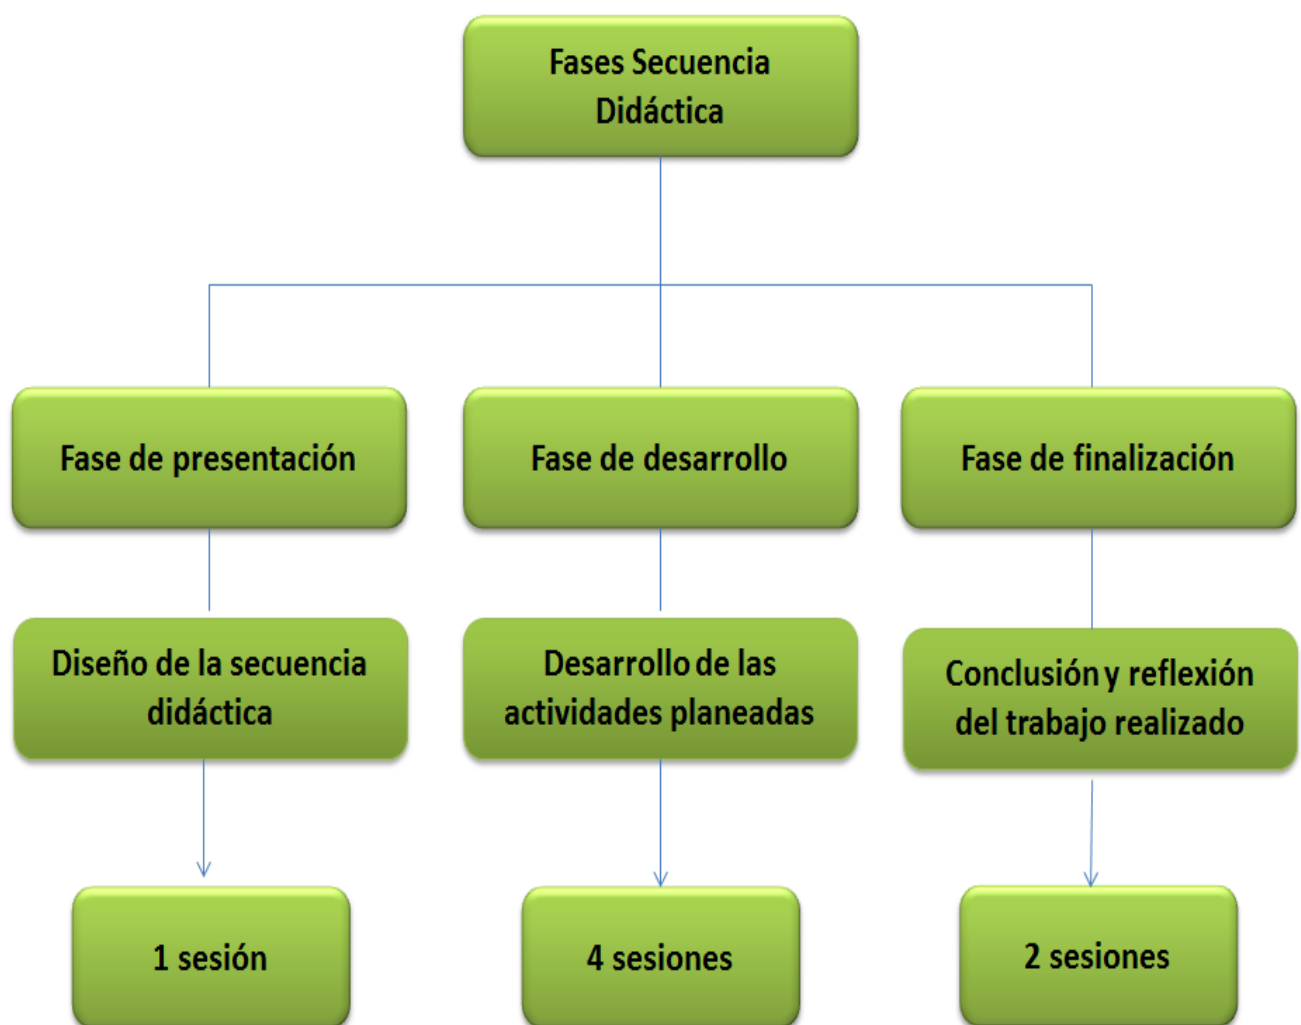 Fases Secuencia
Didáctica
Fase de presentación
Fase de desarrollo
Fase de finalización
Diseño de la secuencia
didáctica
Desarrollo de las
actividades planeadas
Conclusión y reflexión
del trabajo realizado
1 sesión
4 sesiones
2 sesiones